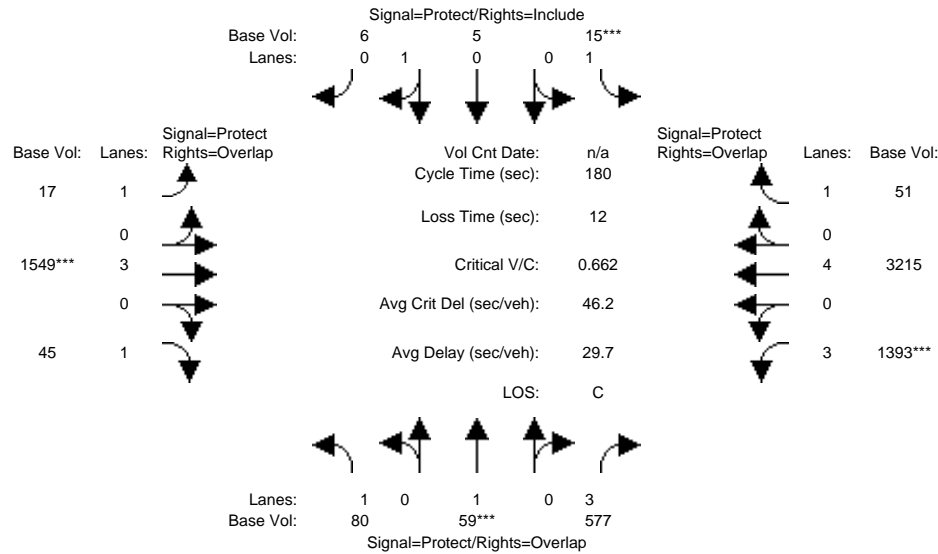 Signal=Protect/Rights=Include
Base Vol: 6 5 15***
Lanes: 0 1 0 0 1
Signal=Protect Signal=Protect
Base Vol: Lanes: Rights=Overlap Vol Cnt Date: n/a Rights=Overlap Lanes: Base Vol:
Cycle Time (sec): 180
17 1 1 51
Loss Time (sec): 12
0 0
1549*** 3 Critical V/C: 0.662 4 3215
0 Avg Crit Del (sec/veh): 46.2 0
45 1 Avg Delay (sec/veh): 29.7 3 1393***
LOS: C
Lanes: 1 0 1 0 3
Base Vol: 80 59*** 577
Signal=Protect/Rights=Overlap